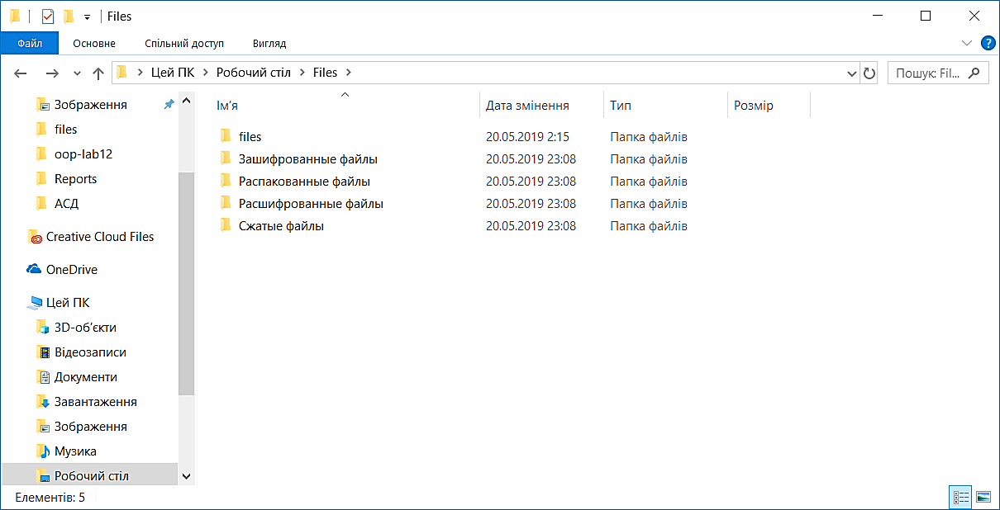 Files
Файл Основне Спільний доступ Вигляд
Цей ПК Робочий стіл Files Пошук: Fil...
Зображення
files
oop-lab12
Reports
АСД
Creative Cloud Files
OneDrive
Цей ПК
3D-об'єкти
Відеозаписи
Документи
Завантаження
Зображення
Музика
Робочий стіл
Ім'я Дата змінення Тип Розмір
files 20.05.2019 2:15 Папка файлів
Зашифрованные файлы 20.05.2019 23:08 Папка файлів
Распакованные файлы 20.05.2019 23:08 Папка файлів
Расшифрованные файлы 20.05.2019 23:08 Папка файлів
Сжатые файлы 20.05.2019 23:08 Папка файлів
Елементів: 5